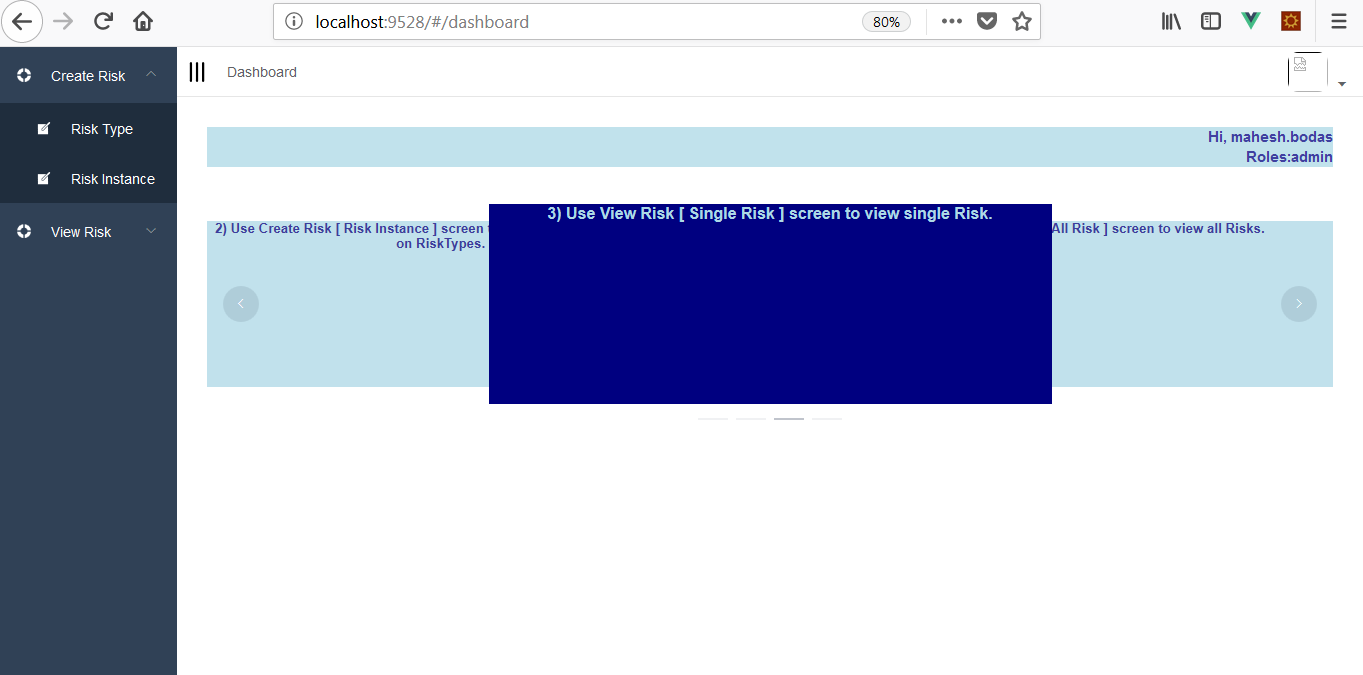 localhost:9528/#/dashboard
80%
Create Risk
Dashboard
Risk Type
Risk Instance
View Risk
Hi, mahesh.bodas
Roles:admin
2) Use Create Risk [ Risk Instance ] screen
on RiskTypes.
3) Use View Risk [ Single Risk ] screen to view single Risk.
All Risk ] screen to view all Risks.